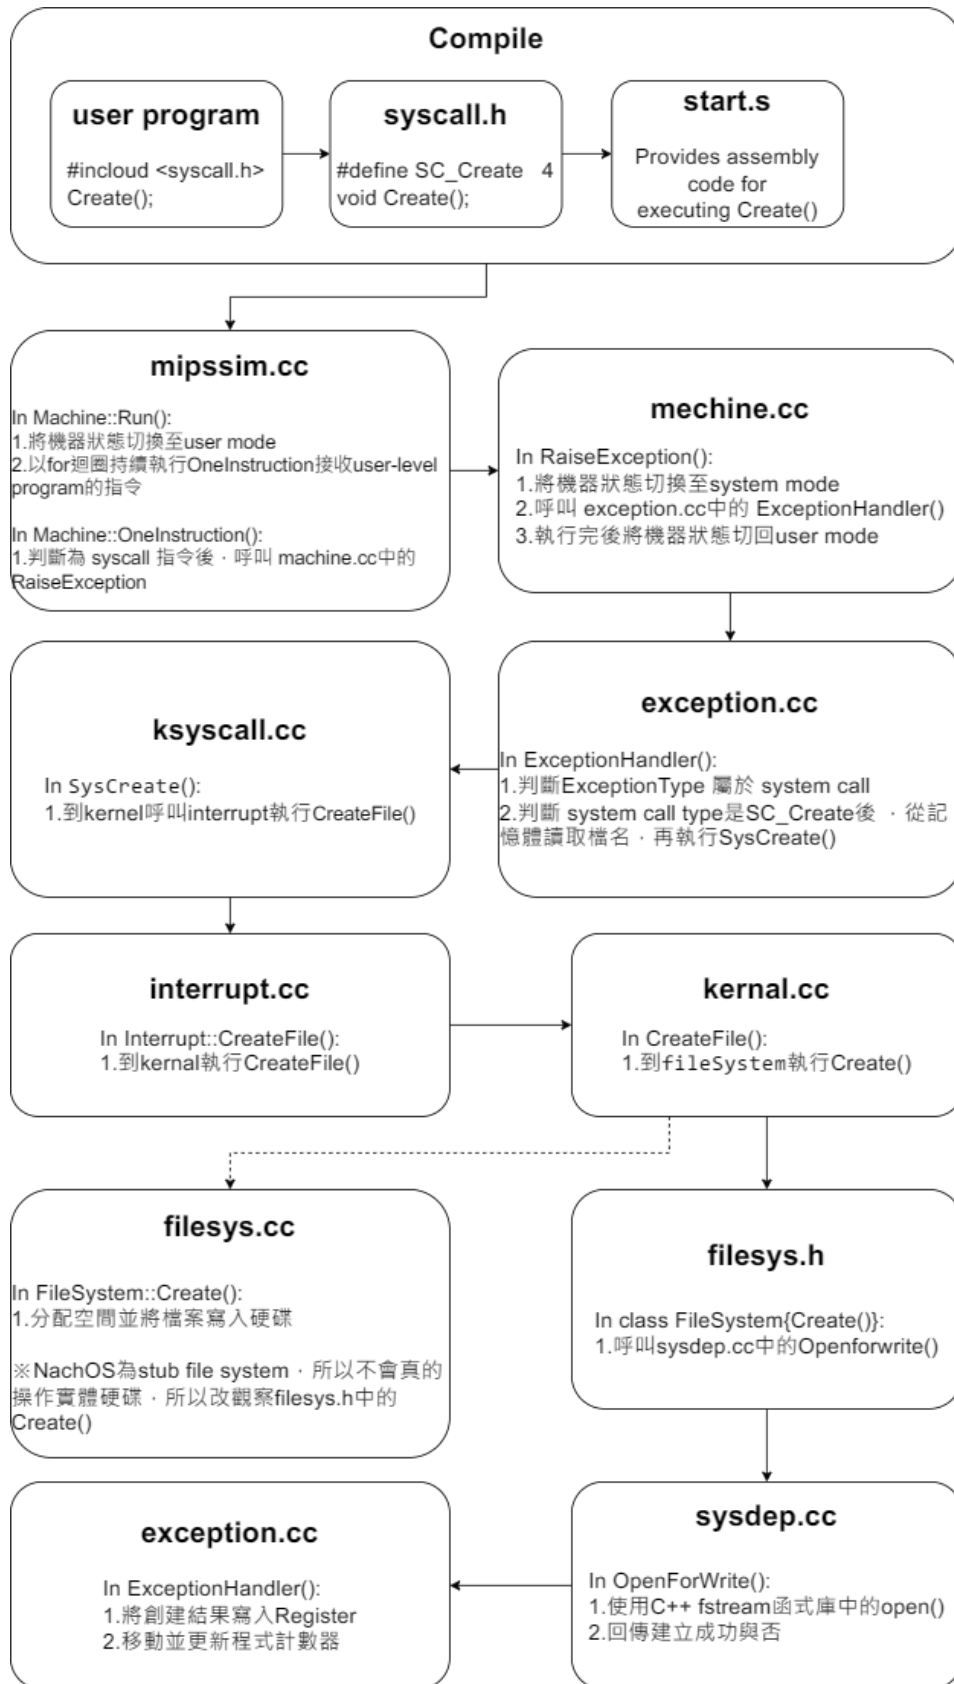 Compile
user program
#incloud <syscall.h>
Create();
syscall.h
#define SC_Create 4
void Create();
start.s
Provides assembly
code for
executing Create()
mipssim.cc
In Machine::Run():
1.將機器狀態切換至user mode
2.以for迴圈持續執行OneInstruction接收user-level
program的指令
In Machine::OneInstruction():
1.判斷為 syscall 指令後，呼叫 machine.cc中的
RaiseException
mechine.cc
In RaiseException():
1.將機器狀態切換至system mode
2.呼叫 exception.cc中的 ExceptionHandler()
3.執行完後將機器狀態切回user mode
ksyscall.cc
In SysCreate():
1.到kernel呼叫interrupt執行CreateFile()
exception.cc
In ExceptionHandler():
1.判斷ExceptionType 屬於 system call
2.判斷 system call type是SC_Create後 ，從記
憶體讀取檔名，再執行SysCreate()
interrupt.cc
In Interrupt::CreateFile():
1.到kernal執行CreateFile()
kernal.cc
In CreateFile():
1.到fileSystem執行Create()
filesys.cc
In FileSystem::Create():
1.分配空間並將檔案寫入硬碟
※NachOS為stub file system，所以不會真的
操作實體硬碟，所以改觀察filesys.h中的
Create()
filesys.h
In class FileSystem{Create()}:
1.呼叫sysdep.cc中的Openforwrite()
exception.cc
In ExceptionHandler():
1.將創建結果寫入Register
2.移動並更新程式計數器
sysdep.cc
In OpenForWrite():
1.使用C++ fstream函式庫中的open()
2.回傳建立成功與否